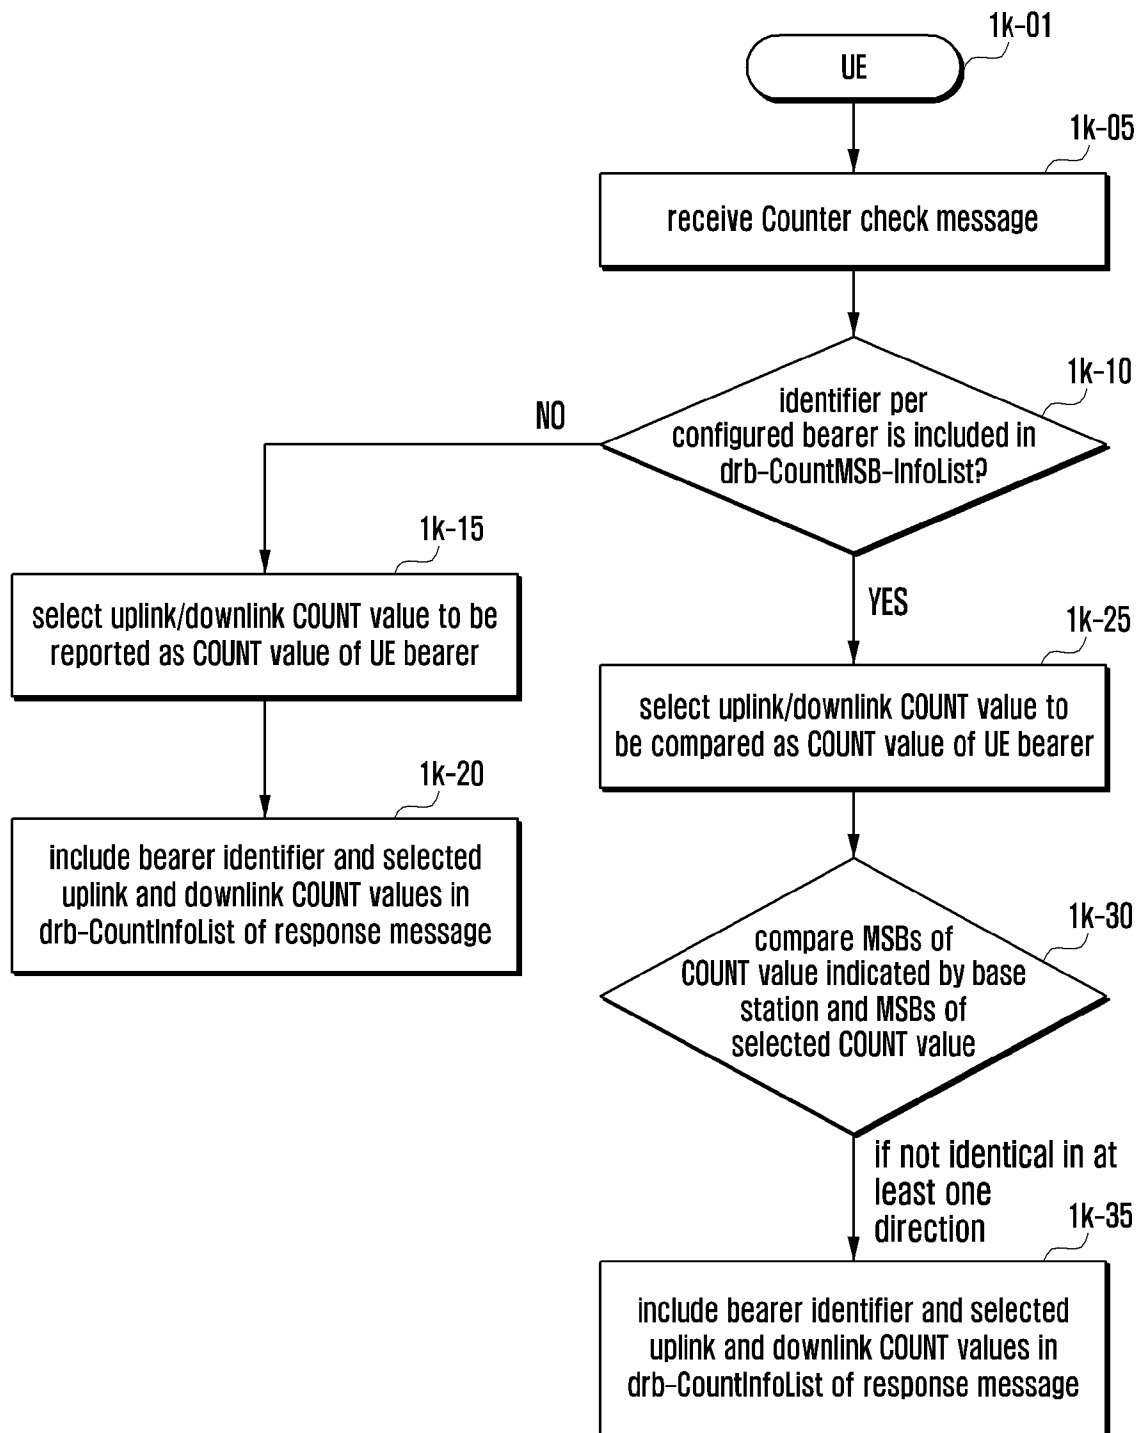 1k-01
UE
1k-05
receive Counter check message
1k-10
identifier per
configured bearer is included in
drb-CountMSB-InfoList?
NO
YES
1k-15
select uplink/downlink COUNT value to be
reported as COUNT value of UE bearer
1k-20
include bearer identifier and selected
uplink and downlink COUNT values in
drb-CountInfoList of response message
1k-25
select uplink/downlink COUNT value to
be compared as COUNT value of UE bearer
1k-30
compare MSBs of
COUNT value indicated by base
station and MSBs of
selected COUNT value
if not identical in at
least one
direction
1k-35
include bearer identifier and selected
uplink and downlink COUNT values in
drb-CountInfoList of response message